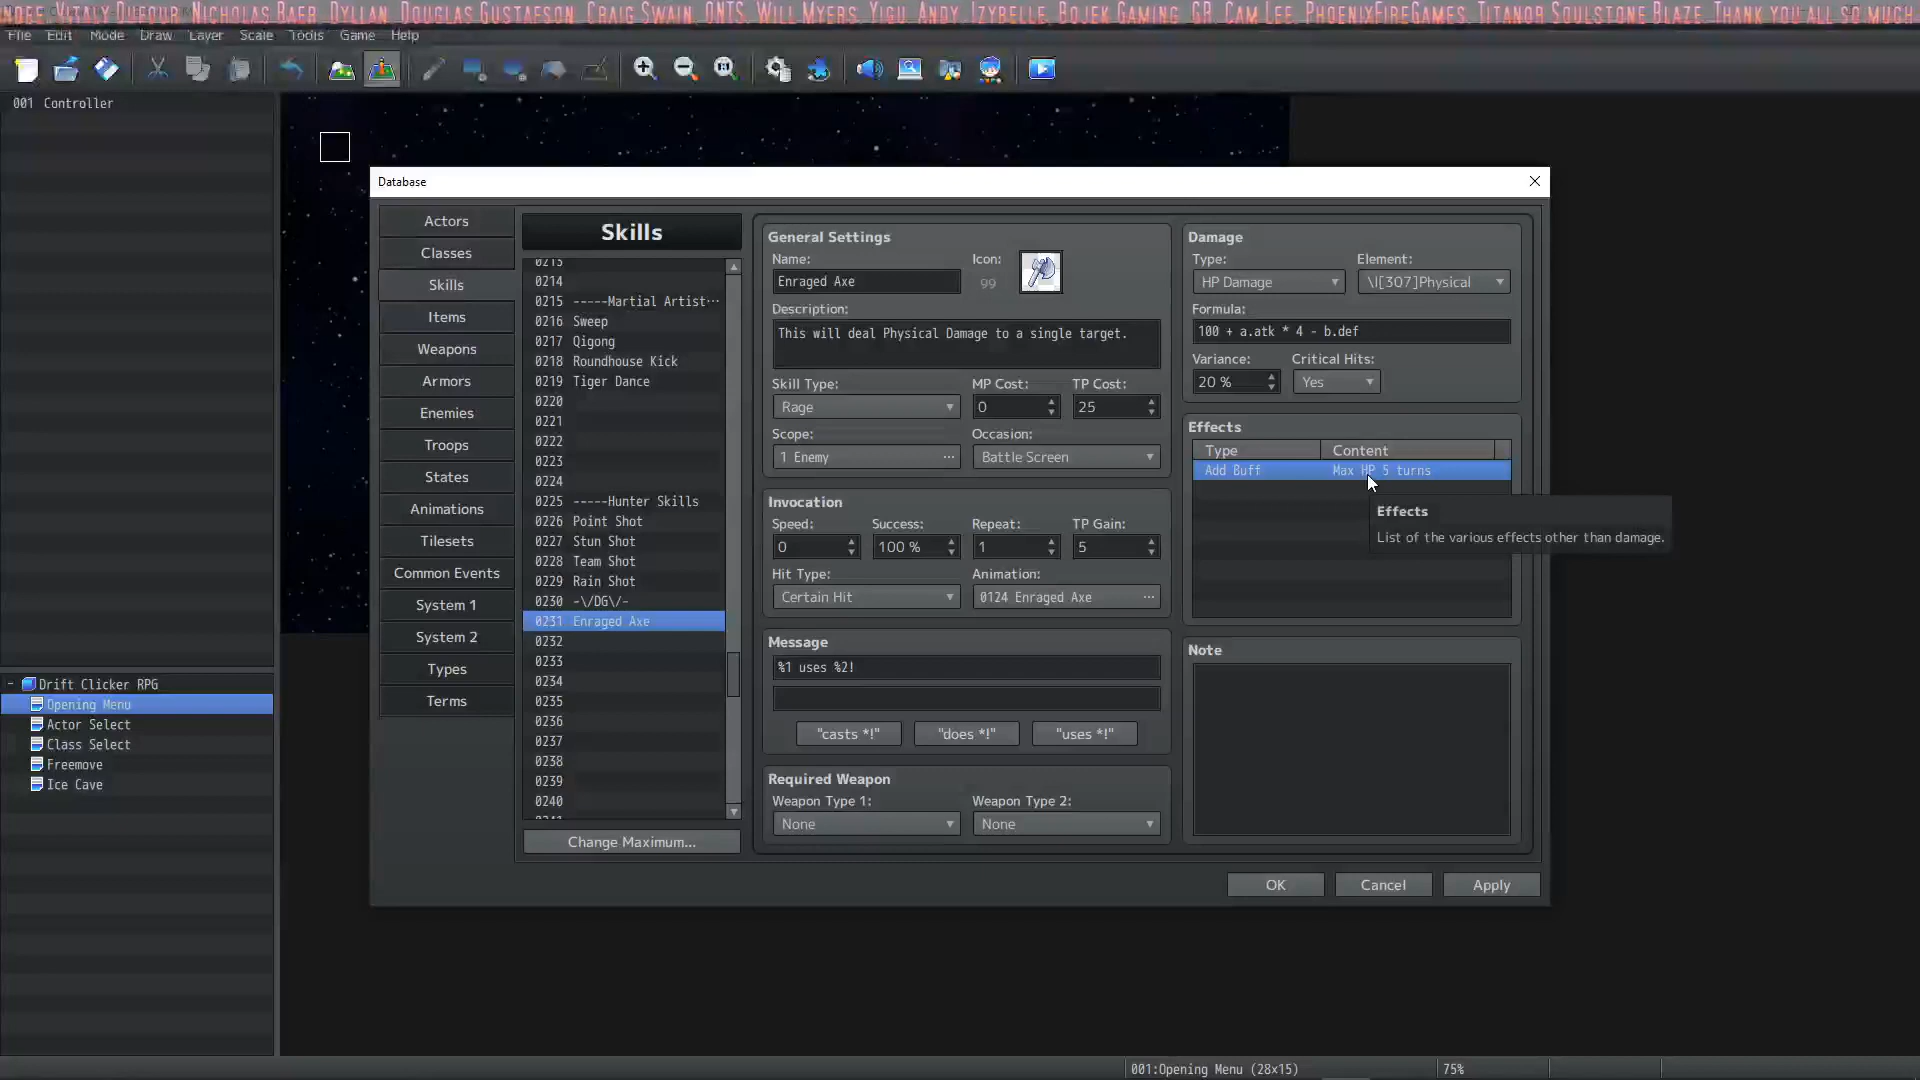 NDEE, VITALY DIDETUR, NICHOLAS BAER, DYLLAN, DOUGLAS GUSTAFSON, CRAIG SWAIN, ONTS, WILL MYERS, YIGU, ANDY, IZYBELLE, BOJEK GAMING, GB, CAM LEE, PHOENIXFIREGAMES, TITANOR SOULSTONE BLAZE, THANK YOU ALL SO MUCH
File Edit Mode Draw Layer Scale Tools Game Help
001 Controller
Database
Actors
Classes
Skills
Items
Weapons
Armors
Enemies
Troops
States
Animations
Tilesets
Common Events
System 1
System 2
Types
Terms
Skills
0213
0214
0215 -----Martial Artist…
0216 Sweep
0217 Qigong
0218 Roundhouse Kick
0219 Tiger Dance
0220
0221
0222
0223
0224
0225 -----Hunter Skills
0226 Point Shot
0227 Stun Shot
0228 Team Shot
0229 Rain Shot
0230 -\/DG\/-
0231 Enraged Axe
0232
0233
0234
0235
0236
0237
0238
0239
0240
0241
Change Maximum...
General Settings
Name: Icon:
Enraged Axe 99
Description:
This will deal Physical Damage to a single target.
Skill Type: MP Cost: TP Cost:
Rage 0 25
Scope: Occasion:
1 Enemy ... Battle Screen
Invocation
Speed: Success: Repeat: TP Gain:
0 100 % 1 5
Hit Type: Animation:
Certain Hit 0124 Enraged Axe ...
Message
%1 uses %2!
"casts *!" "does *!" "uses *!"
Required Weapon
Weapon Type 1: Weapon Type 2:
None None
Damage
Type: Element:
HP Damage \I[307]Physical
Formula:
100 + a.atk * 4 - b.def
Variance: Critical Hits:
20 % Yes
Effects
Type Content
Add Buff Max HP 5 turns
Effects
List of the various effects other than damage.
Note
OK Cancel Apply
Drift Clicker RPG
Opening Menu
Actor Select
Class Select
Freemove
Ice Cave
001:Opening Menu (28x15) 75%